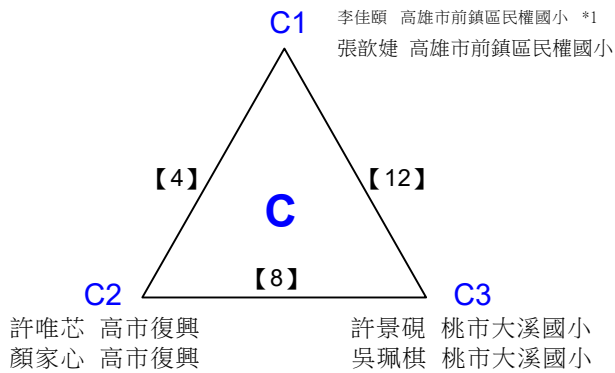 C1
李佳頤 高雄市前鎮區民權國小 *1
張歆婕 高雄市前鎮區民權國小
【4】
【12】
C
【8】
C2
C3
許唯芯 高市復興
顏家心 高市復興
許景硯 桃市大溪國小
吳珮棋 桃市大溪國小